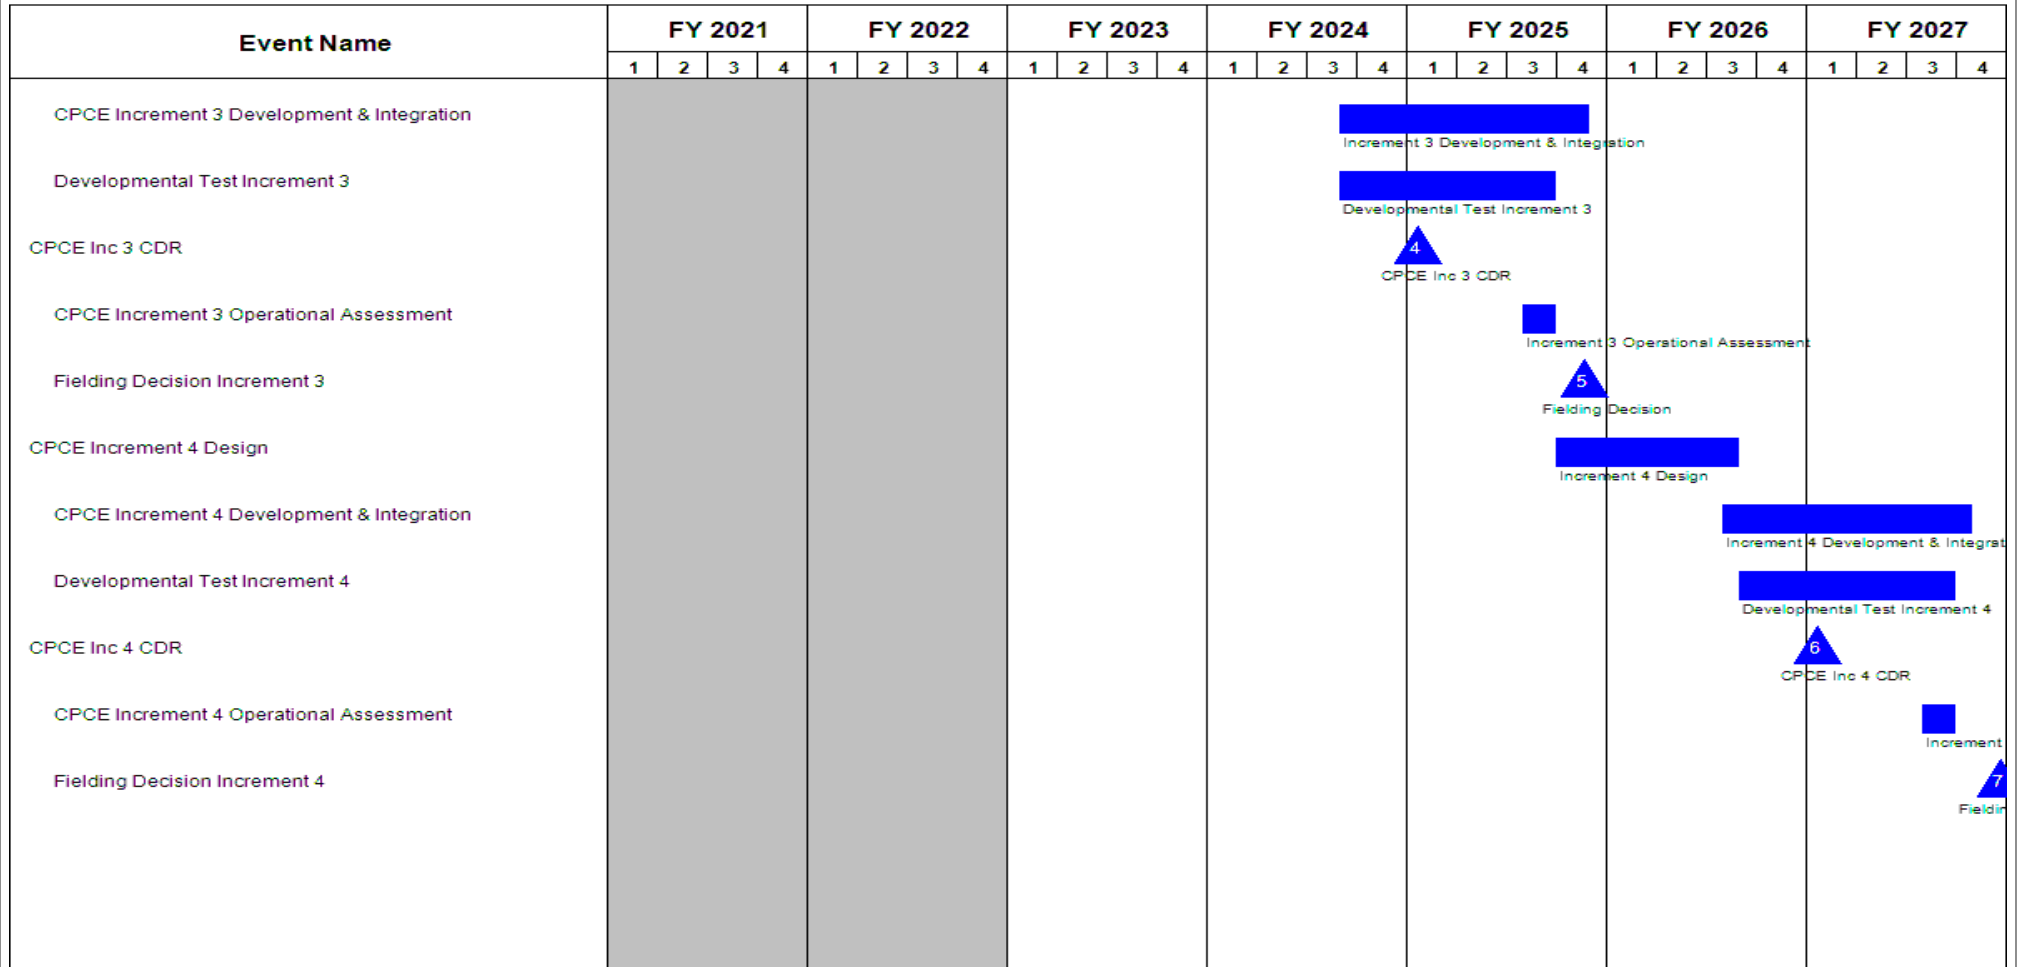 Event Name
FY 2021 FY 2022 FY 2023 FY 2024 FY 2025 FY 2026 FY 2027
1 2 3 4 1 2 3 4 1 2 3 4 1 2 3 4 1 2 3 4 1 2 3 4 1 2 3 4
CPCE Increment 3 Development & Integration
Increment 3 Development & Integration
Developmental Test Increment 3
Developmental Test Increment 3
CPCE Inc 3 CDR
4
CPCE Inc 3 CDR
CPCE Increment 3 Operational Assessment
Increment 3 Operational Assessment
Fielding Decision Increment 3
5
Fielding Decision
CPCE Increment 4 Design
Increment 4 Design
CPCE Increment 4 Development & Integration
Increment 4 Development & Integrat
Developmental Test Increment 4
Developmental Test Increment 4
CPCE Inc 4 CDR
6
CPCE Inc 4 CDR
CPCE Increment 4 Operational Assessment
Increment
Fielding Decision Increment 4
7
Fieldin